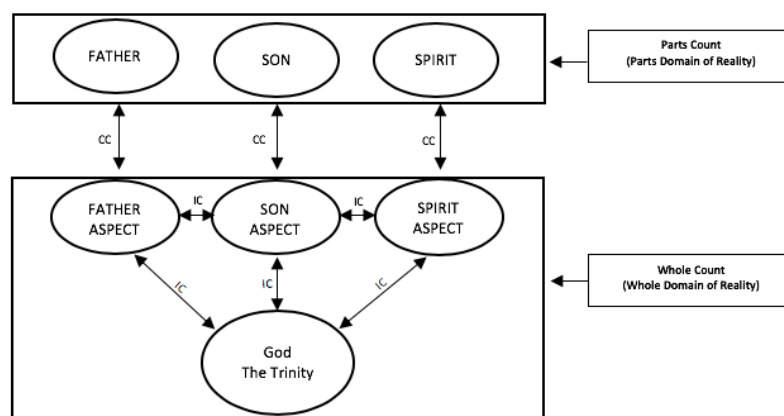 FATHER
SON
SPIRIT
Parts Count
(Parts Domain of Reality)
CC
CC
CC
FATHER
ASPECT
IC
SON
ASPECT
IC
SPIRIT
ASPECT
IC
IC
IC
Whole Count
(Whole Domain of Reality)
God
The Trinity